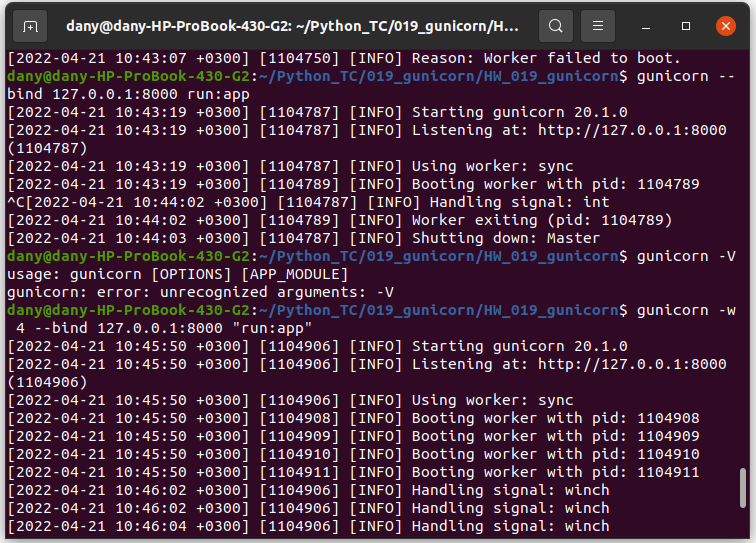 dany@dany-HP-ProBook-430-G2: ~/Python_TC/019_gunicorn/H...
[2022-04-21 10:43:07 +0300] [1104750] [INFO] Reason: Worker failed to boot.
dany@dany-HP-ProBook-430-G2:~/Python_TC/019_gunicorn/HW_019_gunicorn$ gunicorn --
bind 127.0.0.1:8000 run:app
[2022-04-21 10:43:19 +0300] [1104787] [INFO] Starting gunicorn 20.1.0
[2022-04-21 10:43:19 +0300] [1104787] [INFO] Listening at: http://127.0.0.1:8000
(1104787)
[2022-04-21 10:43:19 +0300] [1104787] [INFO] Using worker: sync
[2022-04-21 10:43:19 +0300] [1104789] [INFO] Booting worker with pid: 1104789
^C[2022-04-21 10:44:02 +0300] [1104787] [INFO] Handling signal: int
[2022-04-21 10:44:02 +0300] [1104789] [INFO] Worker exiting (pid: 1104789)
[2022-04-21 10:44:03 +0300] [1104787] [INFO] Shutting down: Master
dany@dany-HP-ProBook-430-G2:~/Python_TC/019_gunicorn/HW_019_gunicorn$ gunicorn -V
usage: gunicorn [OPTIONS] [APP_MODULE]
gunicorn: error: unrecognized arguments: -V
dany@dany-HP-ProBook-430-G2:~/Python_TC/019_gunicorn/HW_019_gunicorn$ gunicorn -w
4 --bind 127.0.0.1:8000 "run:app"
[2022-04-21 10:45:50 +0300] [1104906] [INFO] Starting gunicorn 20.1.0
[2022-04-21 10:45:50 +0300] [1104906] [INFO] Listening at: http://127.0.0.1:8000
(1104906)
[2022-04-21 10:45:50 +0300] [1104906] [INFO] Using worker: sync
[2022-04-21 10:45:50 +0300] [1104908] [INFO] Booting worker with pid: 1104908
[2022-04-21 10:45:50 +0300] [1104909] [INFO] Booting worker with pid: 1104909
[2022-04-21 10:45:50 +0300] [1104910] [INFO] Booting worker with pid: 1104910
[2022-04-21 10:45:50 +0300] [1104911] [INFO] Booting worker with pid: 1104911
[2022-04-21 10:46:02 +0300] [1104906] [INFO] Handling signal: winch
[2022-04-21 10:46:02 +0300] [1104906] [INFO] Handling signal: winch
[2022-04-21 10:46:04 +0300] [1104906] [INFO] Handling signal: winch